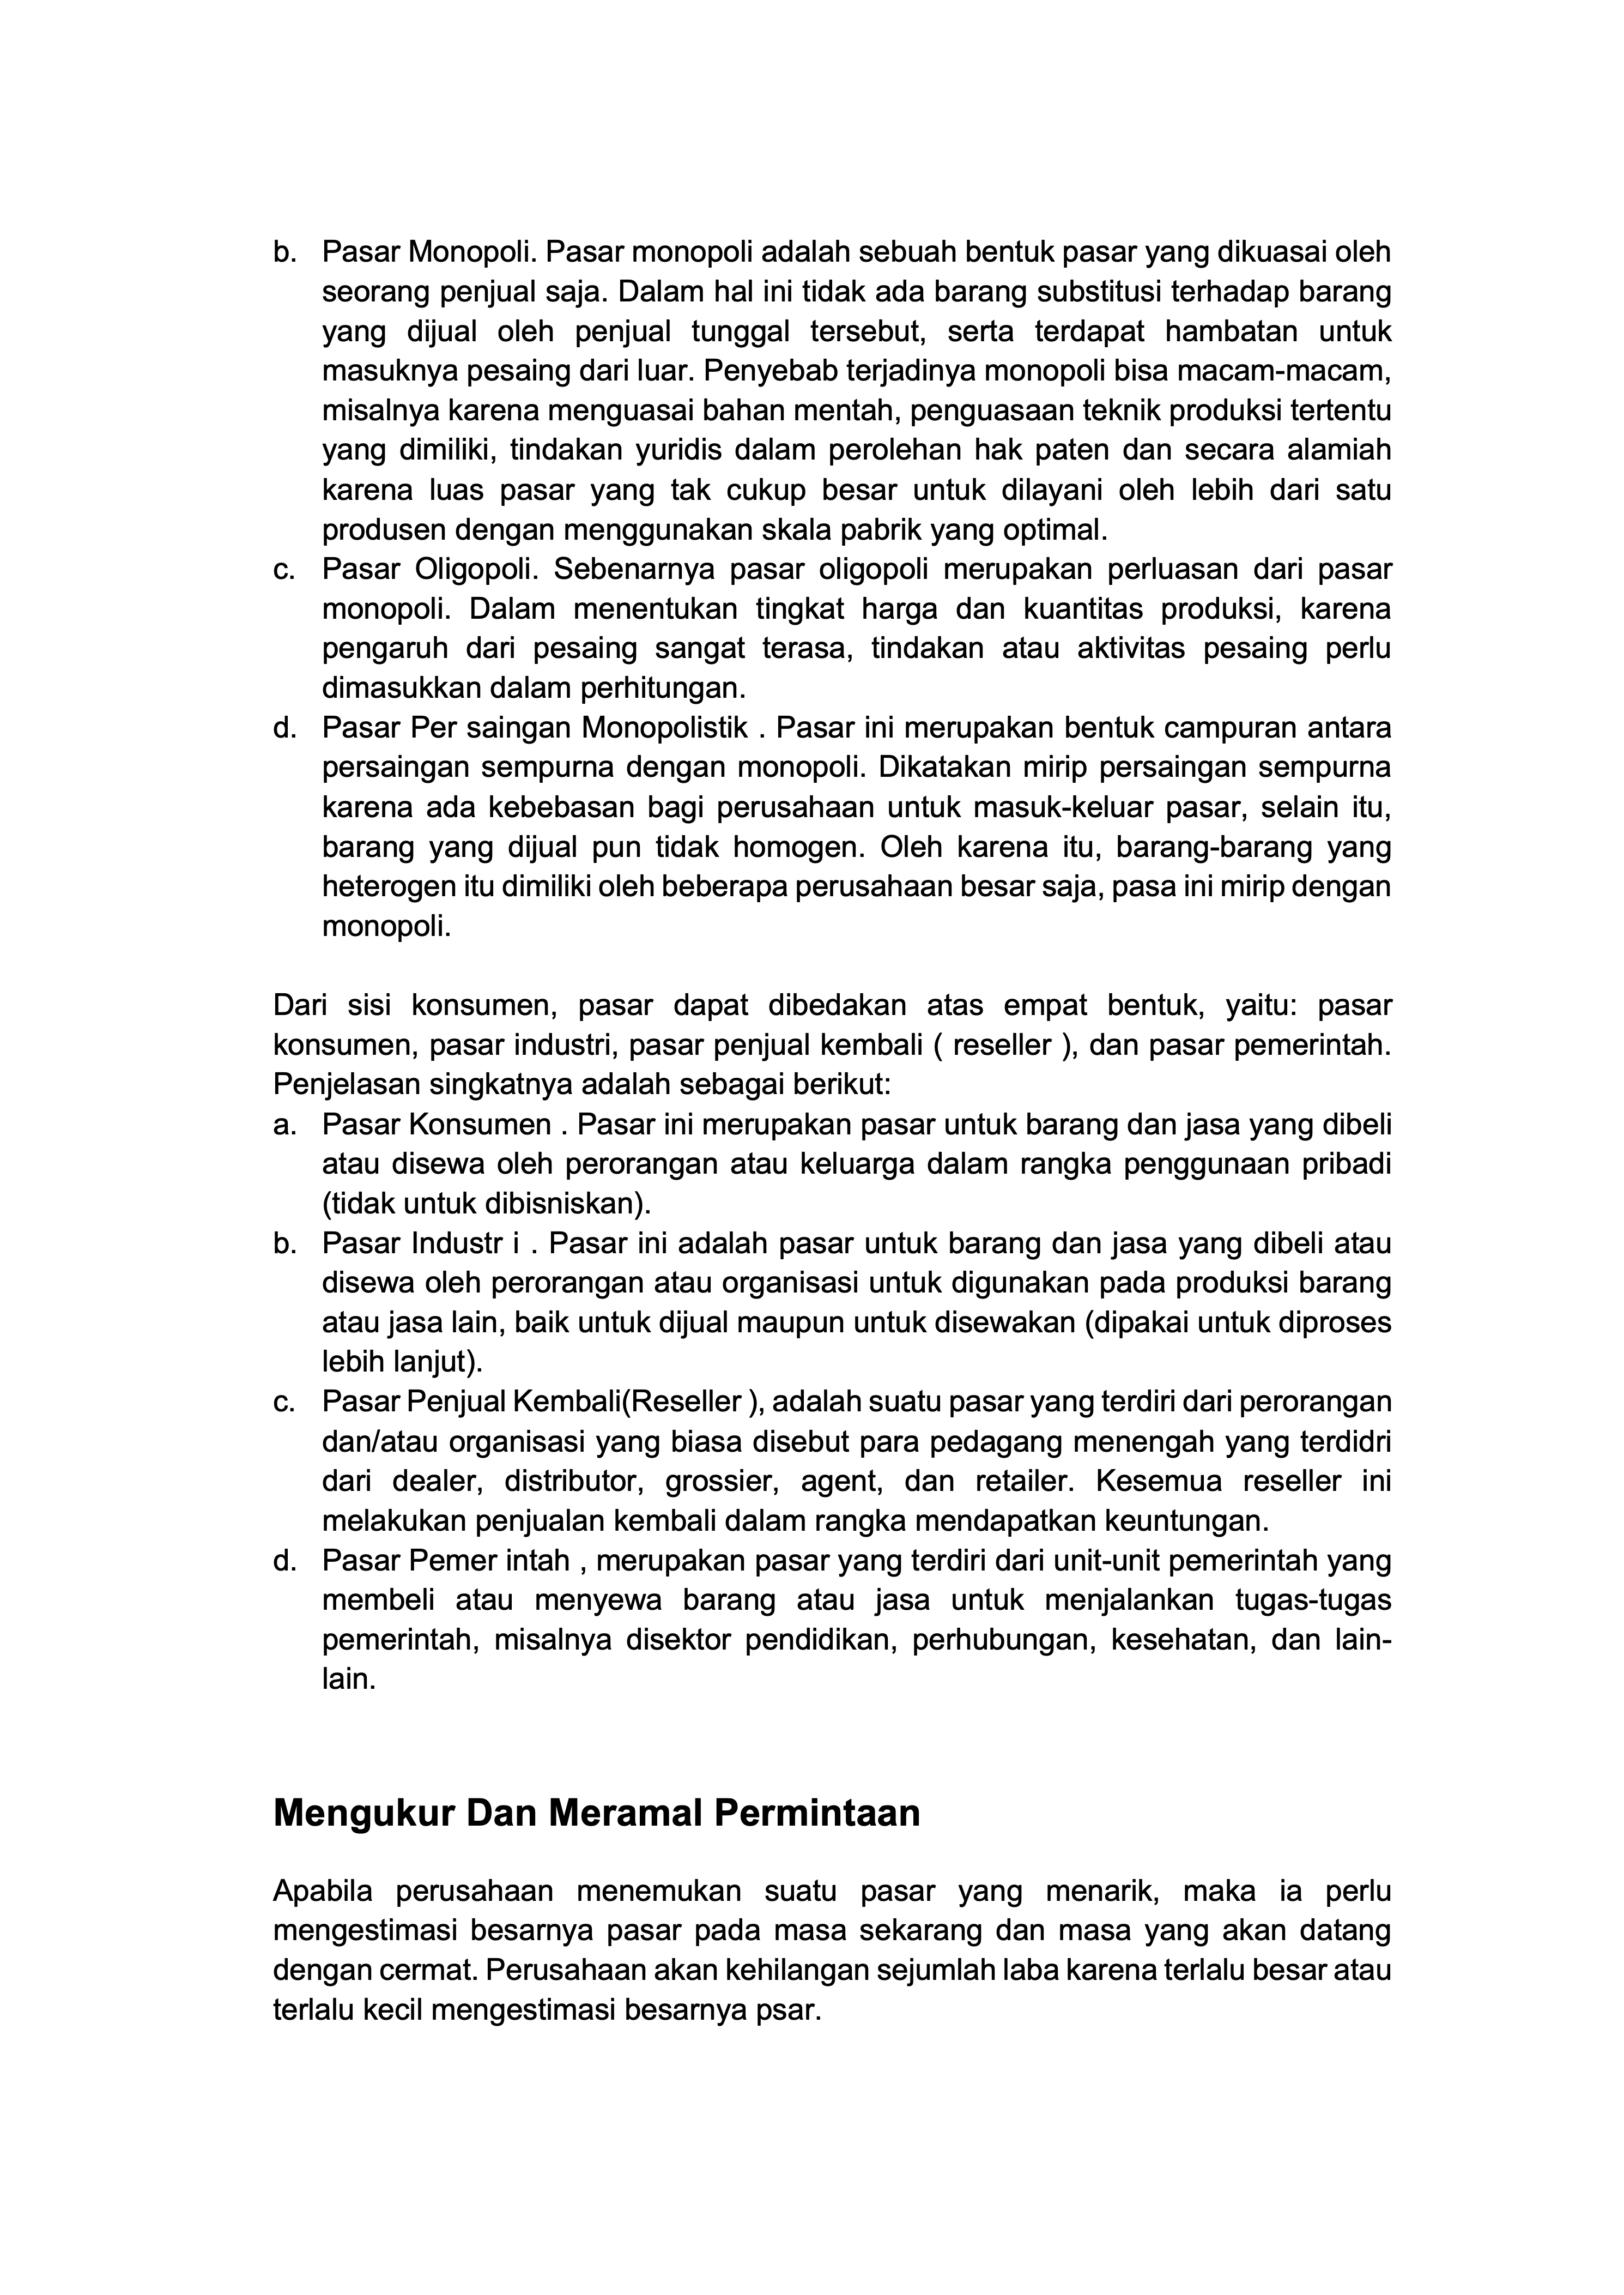 b. Pasar Monopoli. Pasar monopoli adalah sebuah bentuk pasar yang dikuasai oleh
seorang penjual saja. Dalam hal ini tidak ada barang substitusi terhadap barang
yang dijual oleh penjual tunggal tersebut, serta terdapat hambatan untuk
masuknya pesaing dari luar. Penyebab terjadinya monopoli bisa macam-macam,
misalnya karena menguasai bahan mentah, penguasaan teknik produksi tertentu
yang dimiliki, tindakan yuridis dalam perolehan hak paten dan secara alamiah
karena luas pasar yang tak cukup besar untuk dilayani oleh lebih dari satu
produsen dengan menggunakan skala pabrik yang optimal.
c. Pasar Oligopoli. Sebenarnya pasar oligopoli merupakan perluasan dari pasar
monopoli. Dalam menentukan tingkat harga dan kuantitas produksi, karena
pengaruh dari pesaing sangat terasa, tindakan atau aktivitas pesaing perlu
dimasukkan dalam perhitungan.
d. Pasar Per saingan Monopolistik . Pasar ini merupakan bentuk campuran antara
persaingan sempurna dengan monopoli. Dikatakan mirip persaingan sempurna
karena ada kebebasan bagi perusahaan untuk masuk-keluar pasar, selain itu,
barang yang dijual pun tidak homogen. Oleh karena itu, barang-barang yang
heterogen itu dimiliki oleh beberapa perusahaan besar saja, pasa ini mirip dengan
monopoli.
Dari sisi konsumen, pasar dapat dibedakan atas empat bentuk, yaitu: pasar
konsumen, pasar industri, pasar penjual kembali ( reseller ), dan pasar pemerintah.
Penjelasan singkatnya adalah sebagai berikut:
a. Pasar Konsumen . Pasar ini merupakan pasar untuk barang dan jasa yang dibeli
atau disewa oleh perorangan atau keluarga dalam rangka penggunaan pribadi
(tidak untuk dibisniskan).
b. Pasar Industr i . Pasar ini adalah pasar untuk barang dan jasa yang dibeli atau
disewa oleh perorangan atau organisasi untuk digunakan pada produksi barang
atau jasa lain, baik untuk dijual maupun untuk disewakan (dipakai untuk diproses
lebih lanjut).
c. Pasar Penjual Kembali(Reseller ), adalah suatu pasar yang terdiri dari perorangan
dan/atau organisasi yang biasa disebut para pedagang menengah yang terdidri
dari dealer, distributor, grossier, agent, dan retailer. Kesemua reseller ini
melakukan penjualan kembali dalam rangka mendapatkan keuntungan.
d. Pasar Pemer intah , merupakan pasar yang terdiri dari unit-unit pemerintah yang
membeli atau menyewa barang atau jasa untuk menjalankan tugas-tugas
pemerintah, misalnya disektor pendidikan, perhubungan, kesehatan, dan lain-
lain.
Mengukur Dan Meramal Permintaan
Apabila perusahaan menemukan suatu pasar yang menarik, maka ia perlu
mengestimasi besarnya pasar pada masa sekarang dan masa yang akan datang
dengan cermat. Perusahaan akan kehilangan sejumlah laba karena terlalu besar atau
terlalu kecil mengestimasi besarnya psar.